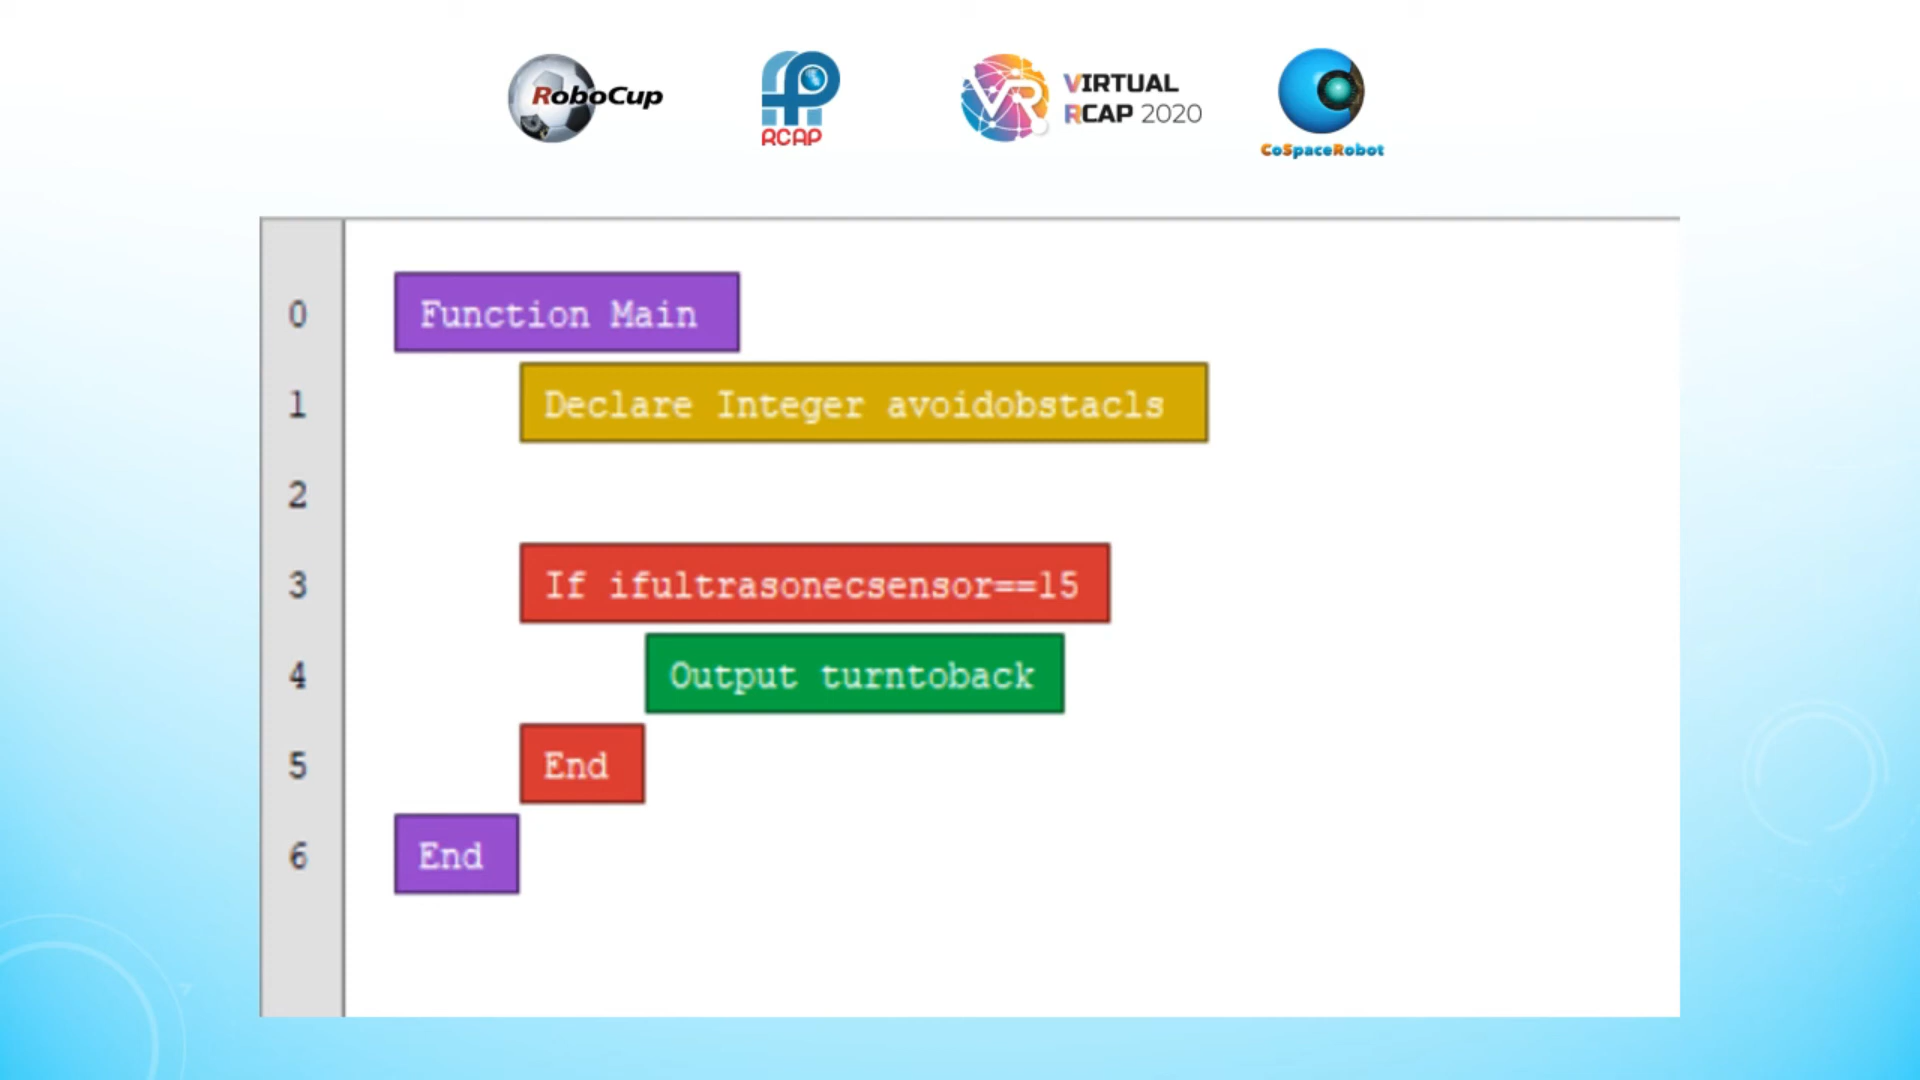 RoboCup
RCAP
VR
VIRTUAL
RCAP 2020
CoSpaceRobot
0 Function Main
1 Declare Integer avoidobstacls
2
3 If ifultrasonecsensor==15
4 Output turntoback
5 End
6 End